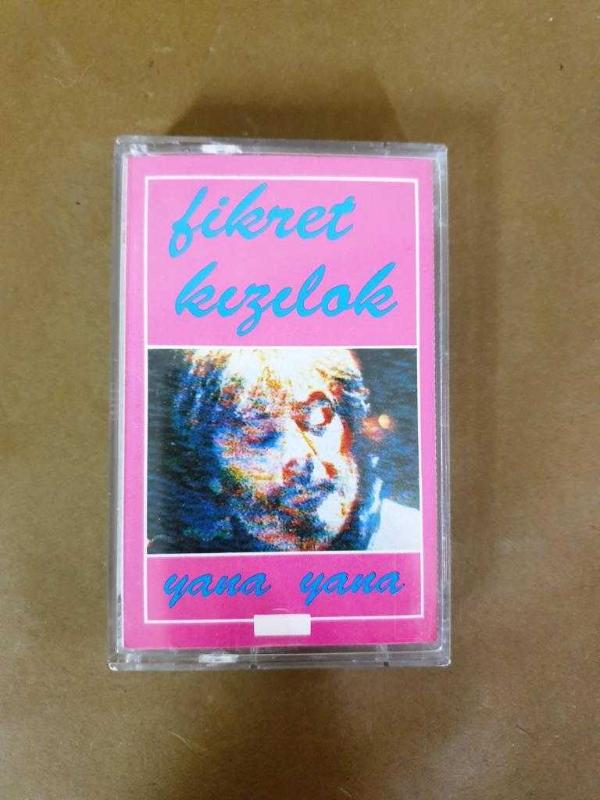 fikret
kızılok
yana yana